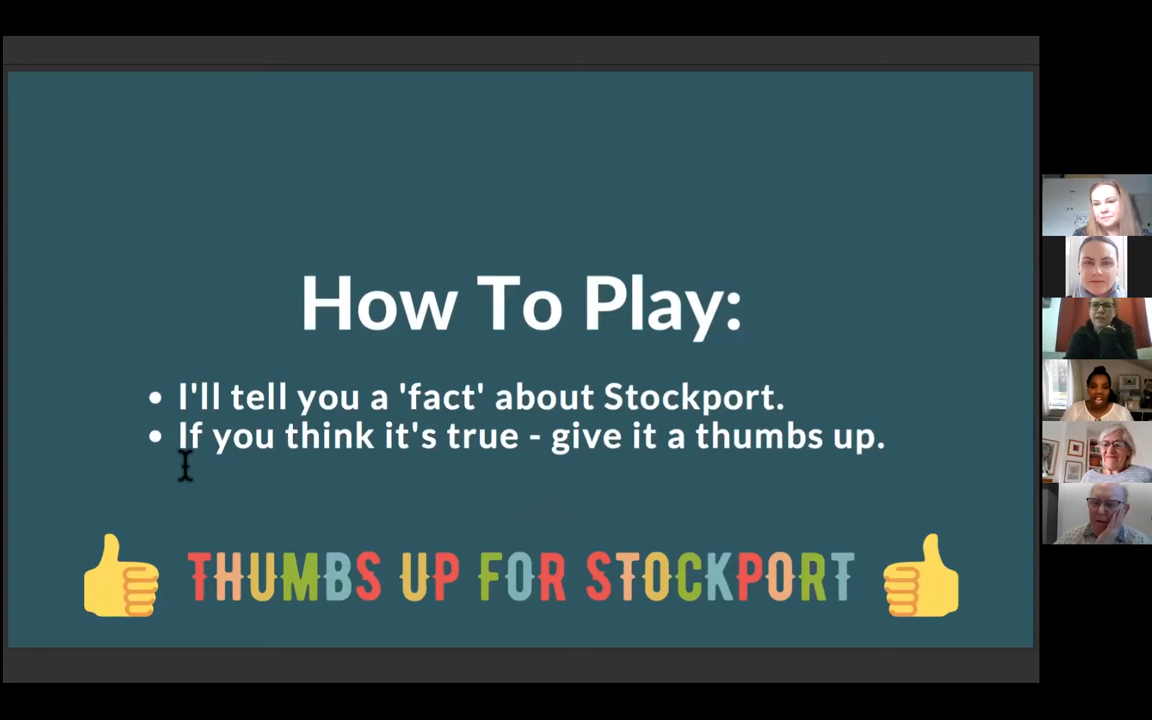 How To Play:
I'll tell you a 'fact' about Stockport.
If you think it's true - give it a thumbs up.
THUMBS UP FOR STOCKPORT